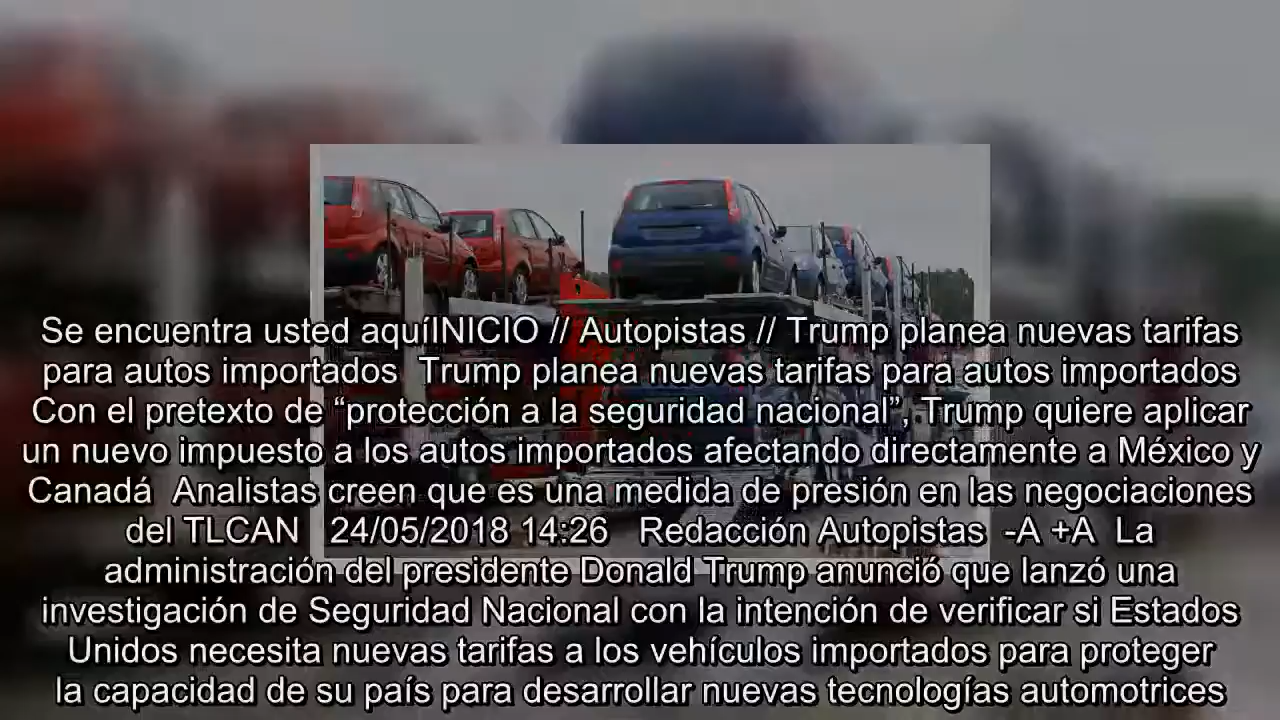 Se encuentra usted aquíINICIO // Autopistas // Trump planea nuevas tarifas
para autos importados  Trump planea nuevas tarifas para autos importados
Con el pretexto de “protección a la seguridad nacional”, Trump quiere aplicar
un nuevo impuesto a los autos importados afectando directamente a México y
Canadá  Analistas creen que es una medida de presión en las negociaciones
del TLCAN   24/05/2018 14:26   Redacción Autopistas  -A +A  La
administración del presidente Donald Trump anunció que lanzó una
investigación de Seguridad Nacional con la intención de verificar si Estados
Unidos necesita nuevas tarifas a los vehículos importados para proteger
la capacidad de su país para desarrollar nuevas tecnologías automotrices